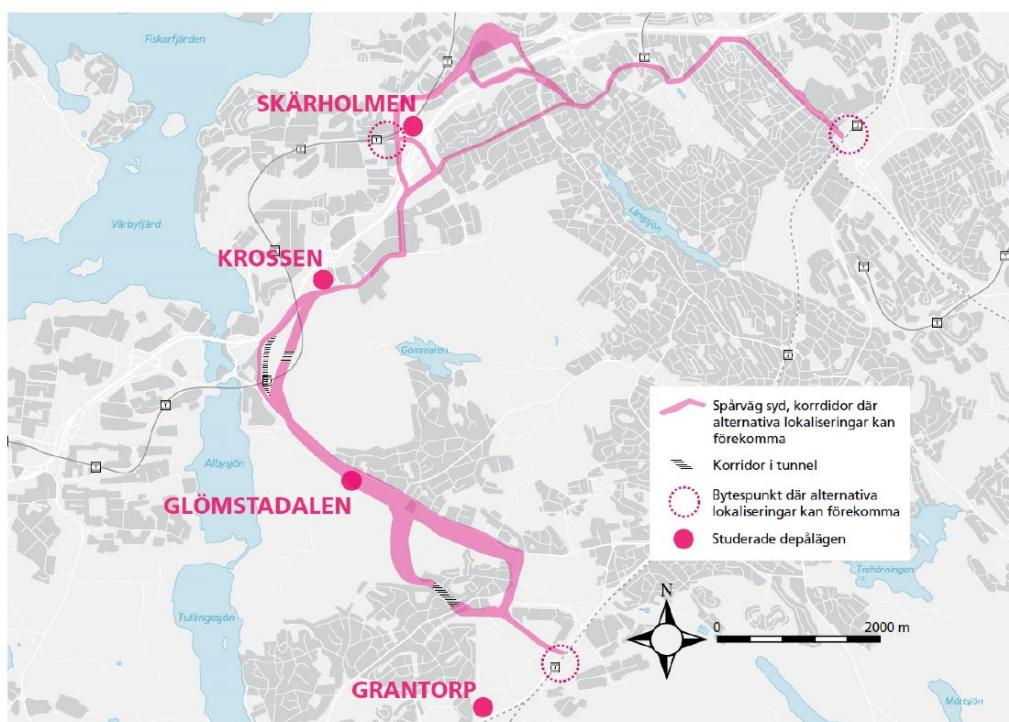 Fiskarfjärden
SKÄRHOLMEN
Vårbyfjärd
Långsjön
KROSSEN
Gömmaren
Albysjön
GLÖMSTADALEN
Spårväg syd, korrdidor där
alternativa lokaliseringar kan
förekomma
Korridor i tunnel
Bytespunkt där alternativa
lokaliseringar kan förekomma
Studerade depålägen
Trehörningen
Tullingesjön
N
0
2000 m
GRANTORP
Mörtsjön